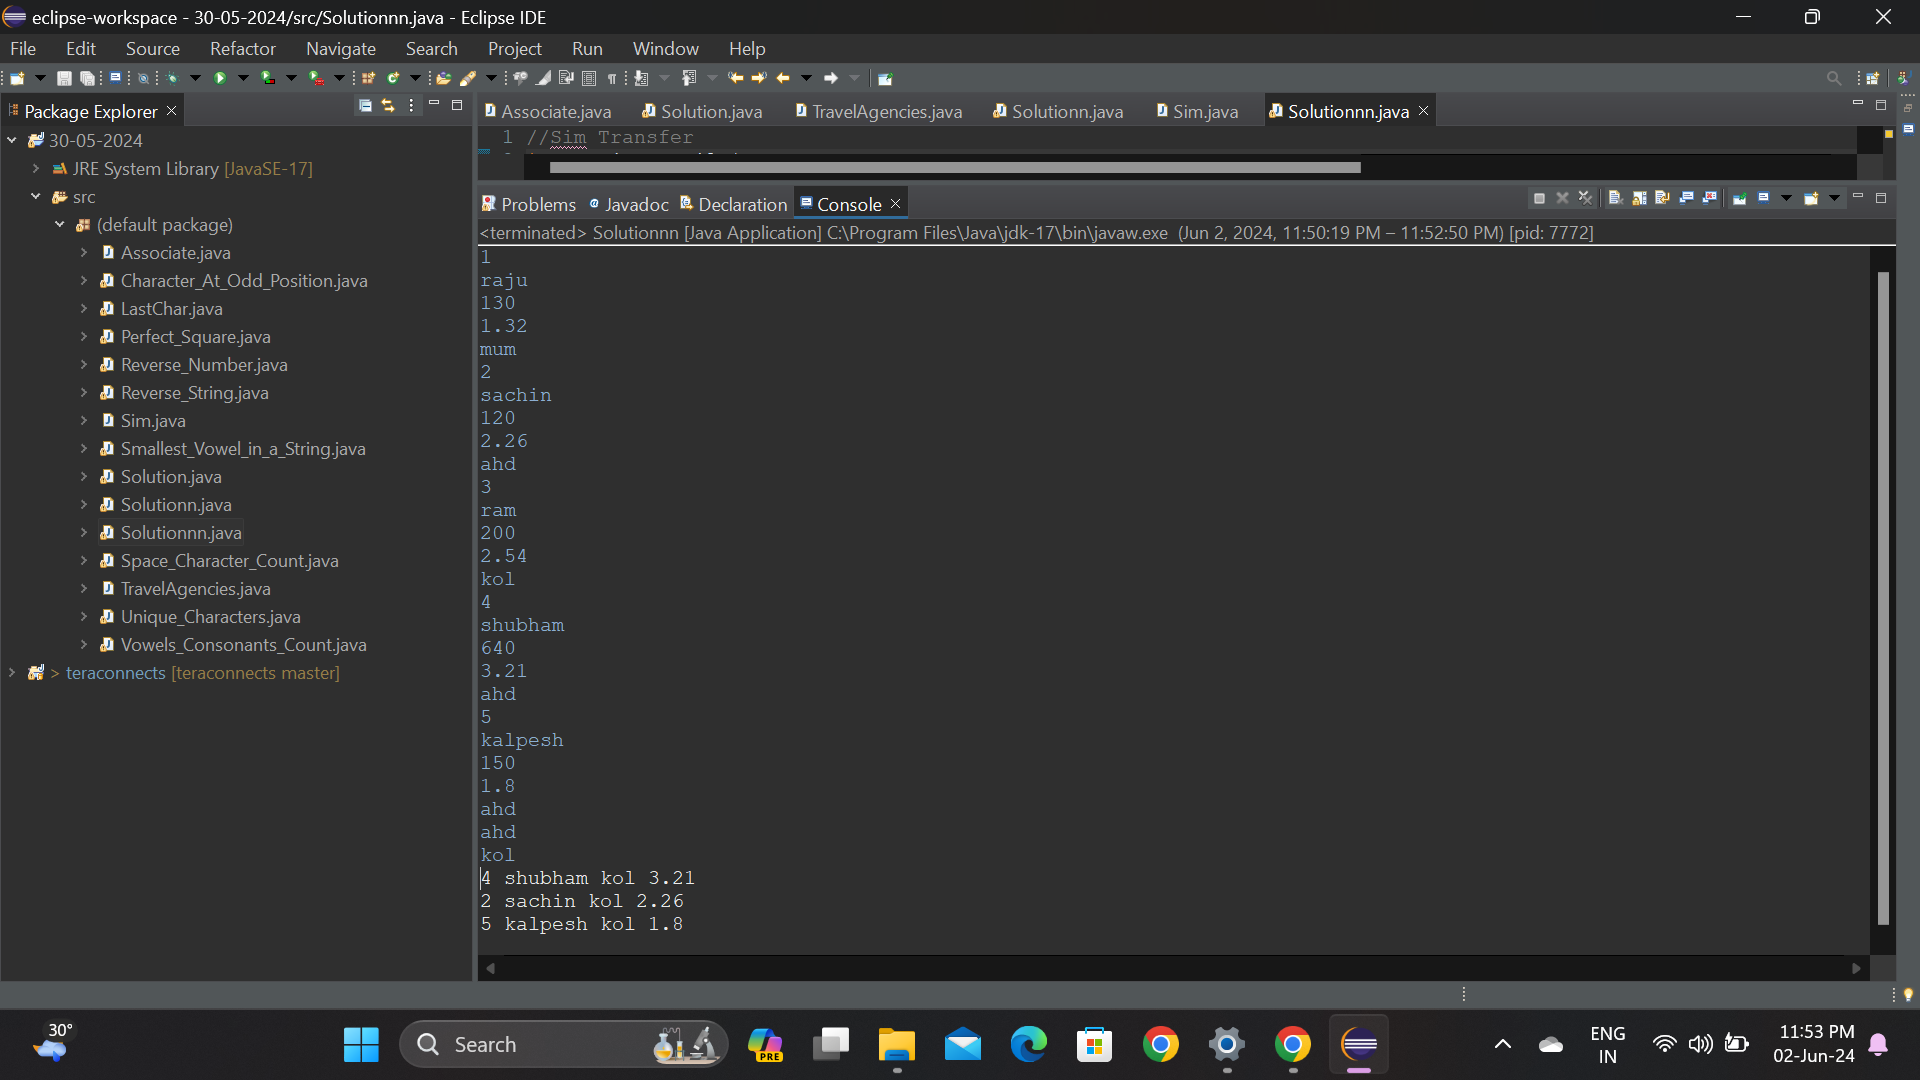 eclipse-workspace - 30-05-2024/src/Solutionnn.java - Eclipse IDE
File Edit Source Refactor Navigate Search Project Run Window Help
Package Explorer
30-05-2024
JRE System Library [JavaSE-17]
src
(default package)
Associate.java
Character_At_Odd_Position.java
LastChar.java
Perfect_Square.java
Reverse_Number.java
Reverse_String.java
Sim.java
Smallest_Vowel_in_a_String.java
Solution.java
Solutionn.java
Solutionnn.java
Space_Character_Count.java
TravelAgencies.java
Unique_Characters.java
Vowels_Consonants_Count.java
> teraconnects [teraconnects master]
Associate.java Solution.java TravelAgencies.java Solutionn.java Sim.java Solutionnn.java
1 //Sim Transfer
Problems Javadoc Declaration Console
<terminated> Solutionnn [Java Application] C:\Program Files\Java\jdk-17\bin\javaw.exe (Jun 2, 2024, 11:50:19 PM – 11:52:50 PM) [pid: 7772]
1
raju
130
1.32
mum
2
sachin
120
2.26
ahd
3
ram
200
2.54
kol
4
shubham
640
3.21
ahd
5
kalpesh
150
1.8
ahd
ahd
kol
4 shubham kol 3.21
2 sachin kol 2.26
5 kalpesh kol 1.8
30°
Search
PRE
ENG
IN
11:53 PM
02-Jun-24